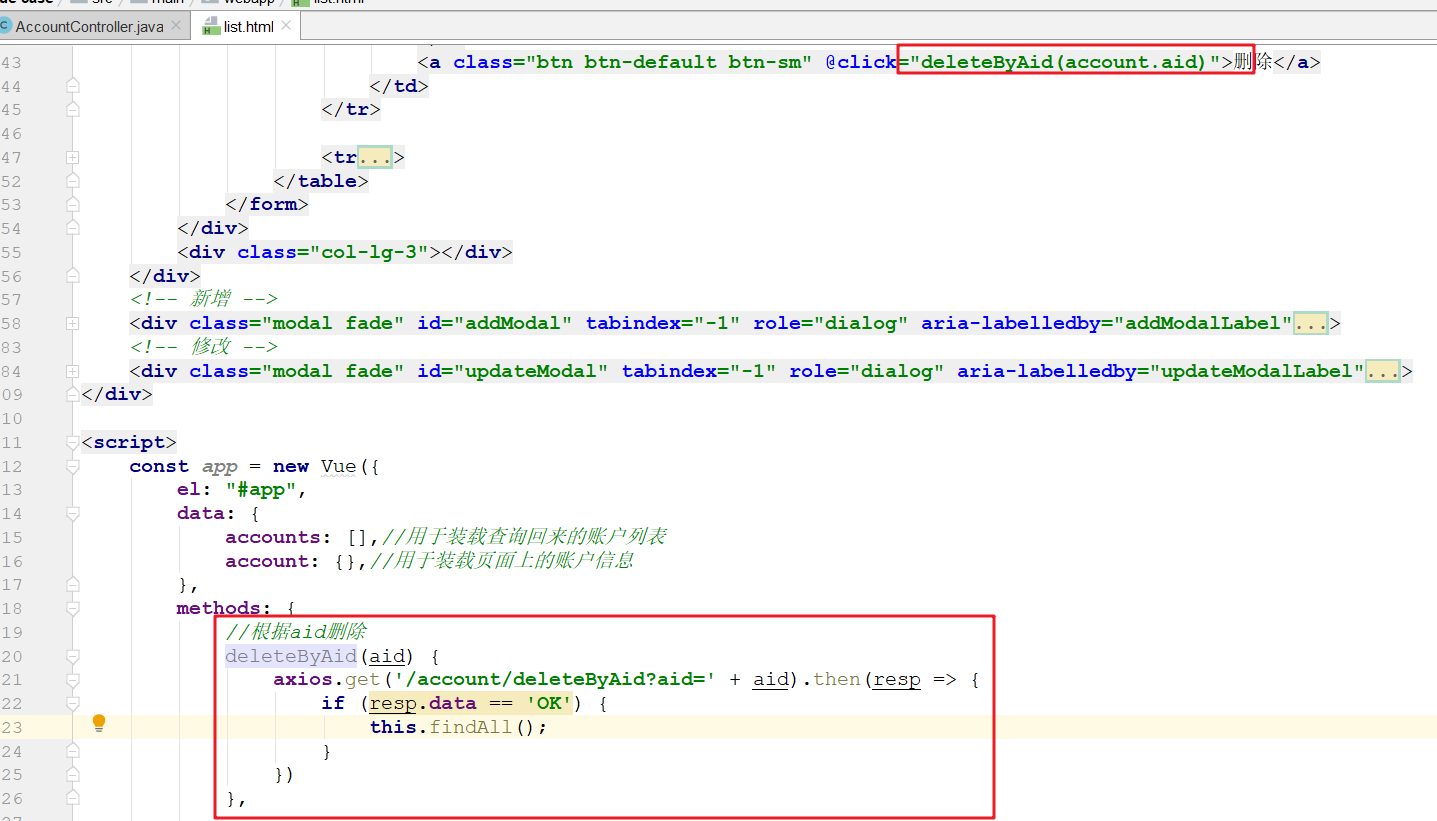 src / main / webapp / list.html
AccountController.java × list.html ×
43 <a class="btn btn-default btn-sm" @click="deleteByAid(account.aid)">删除</a>
44 </td>
45 </tr>
46
47 <tr...>
52 </table>
53 </form>
54 </div>
55 <div class="col-lg-3"></div>
56 </div>
57 <!-- 新增 -->
58 <div class="modal fade" id="addModal" tabindex="-1" role="dialog" aria-labelledby="addModalLabel"...>
83 <!-- 修改 -->
84 <div class="modal fade" id="updateModal" tabindex="-1" role="dialog" aria-labelledby="updateModalLabel"...>
09 </div>
10
11 <script>
12 const app = new Vue({
13 el: "#app",
14 data: {
15 accounts: [],//用于装载查询回来的账户列表
16 account: {},//用于装载页面上的账户信息
17 },
18 methods: {
19 //根据aid删除
20 deleteByAid(aid) {
21 axios.get('/account/deleteByAid?aid=' + aid).then(resp => {
22 if (resp.data == 'OK') {
23 this.findAll();
24 }
25 })
26 },